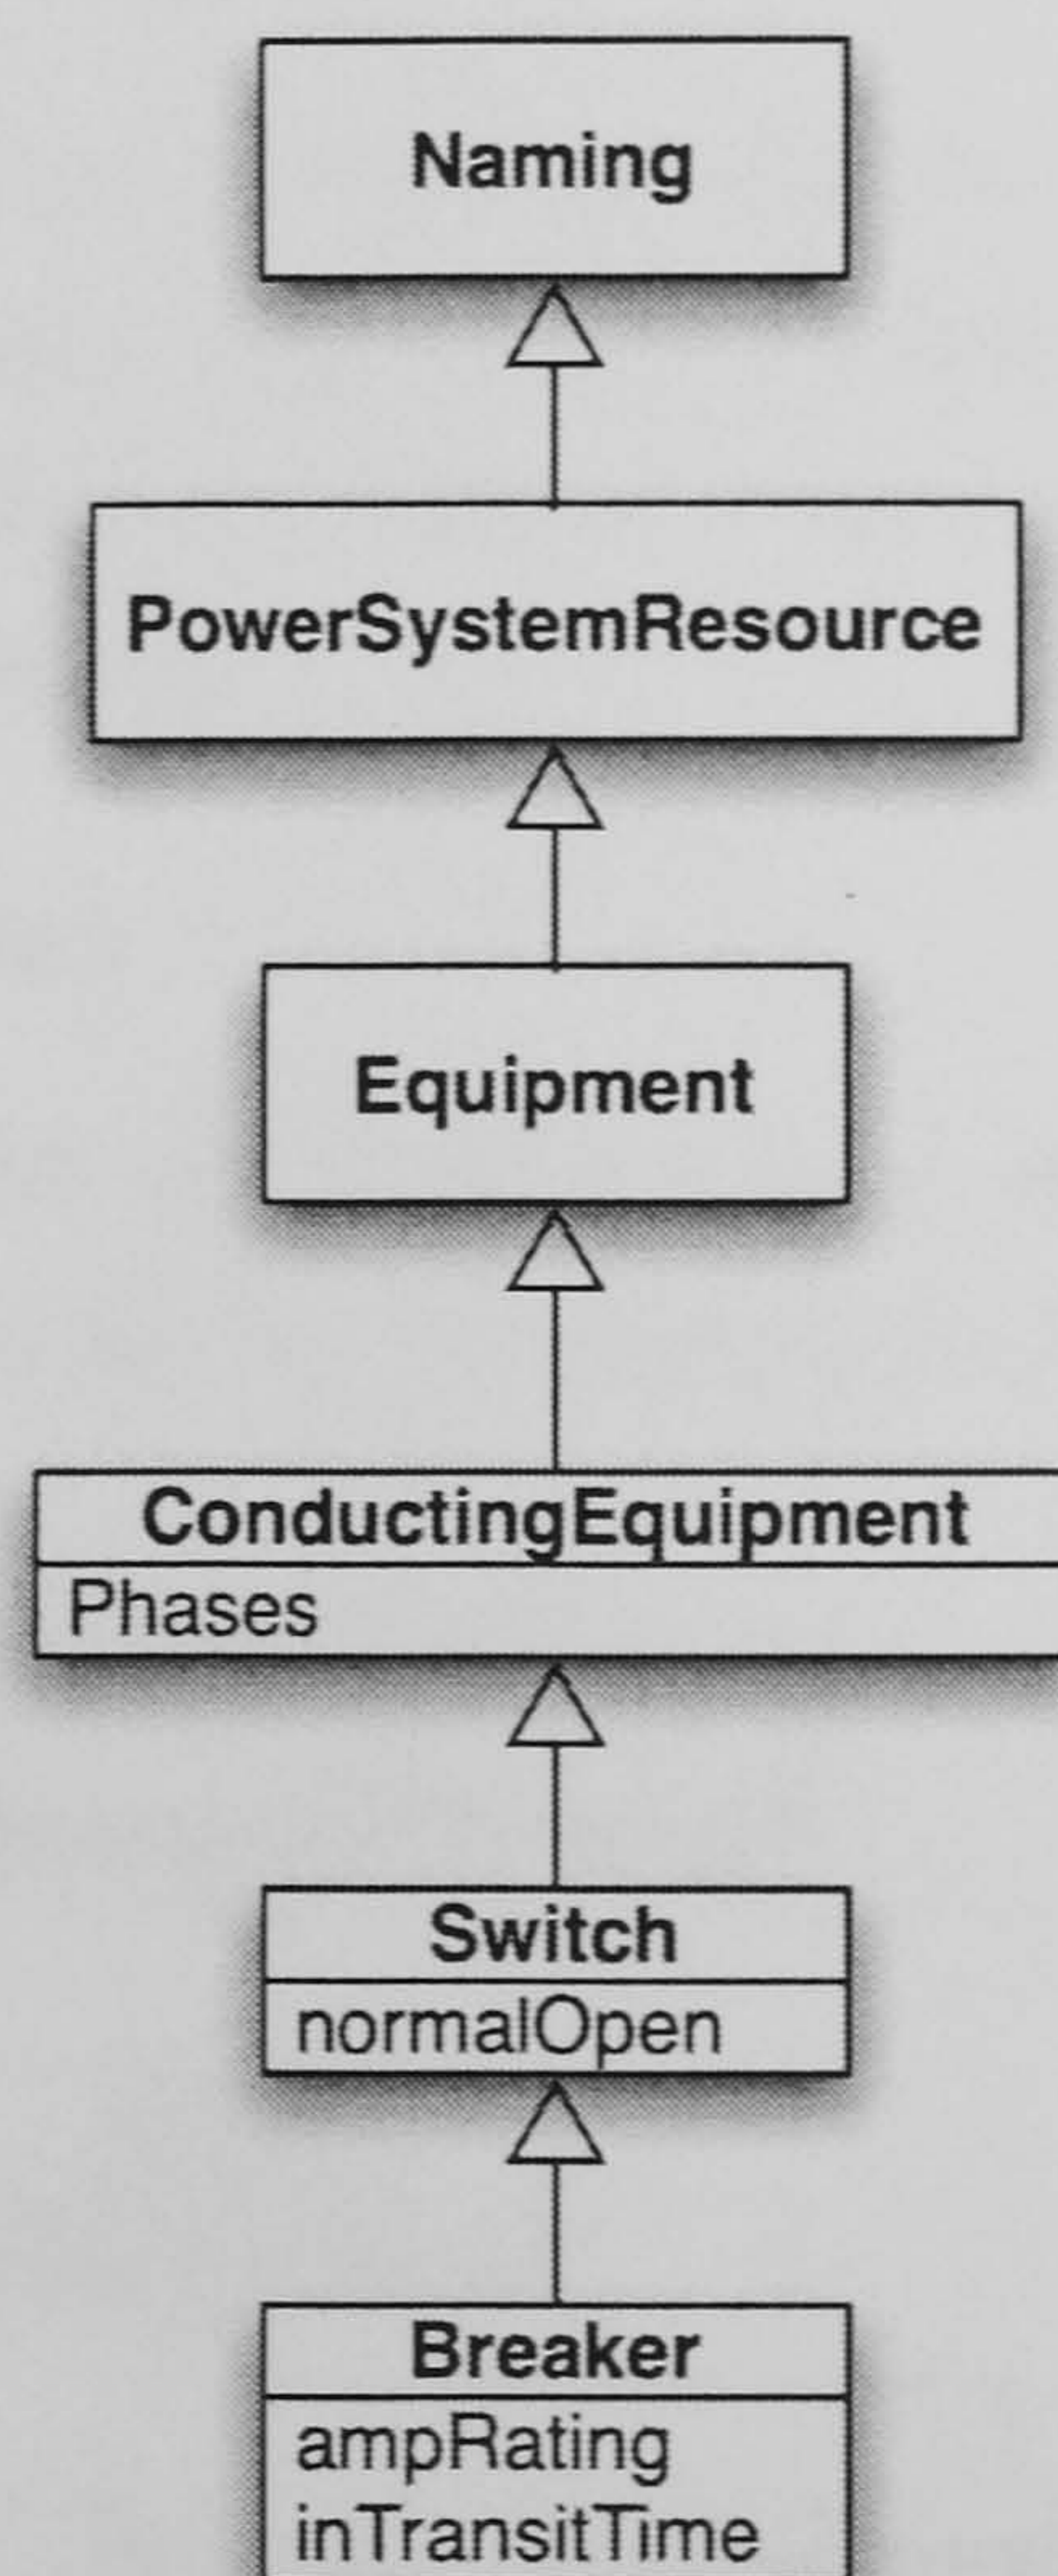 Naming
PowerSystemResource
Equipment
ConductingEquipment
Phases
Switch
normalOpen
Breaker
ampRating
inTransitTime